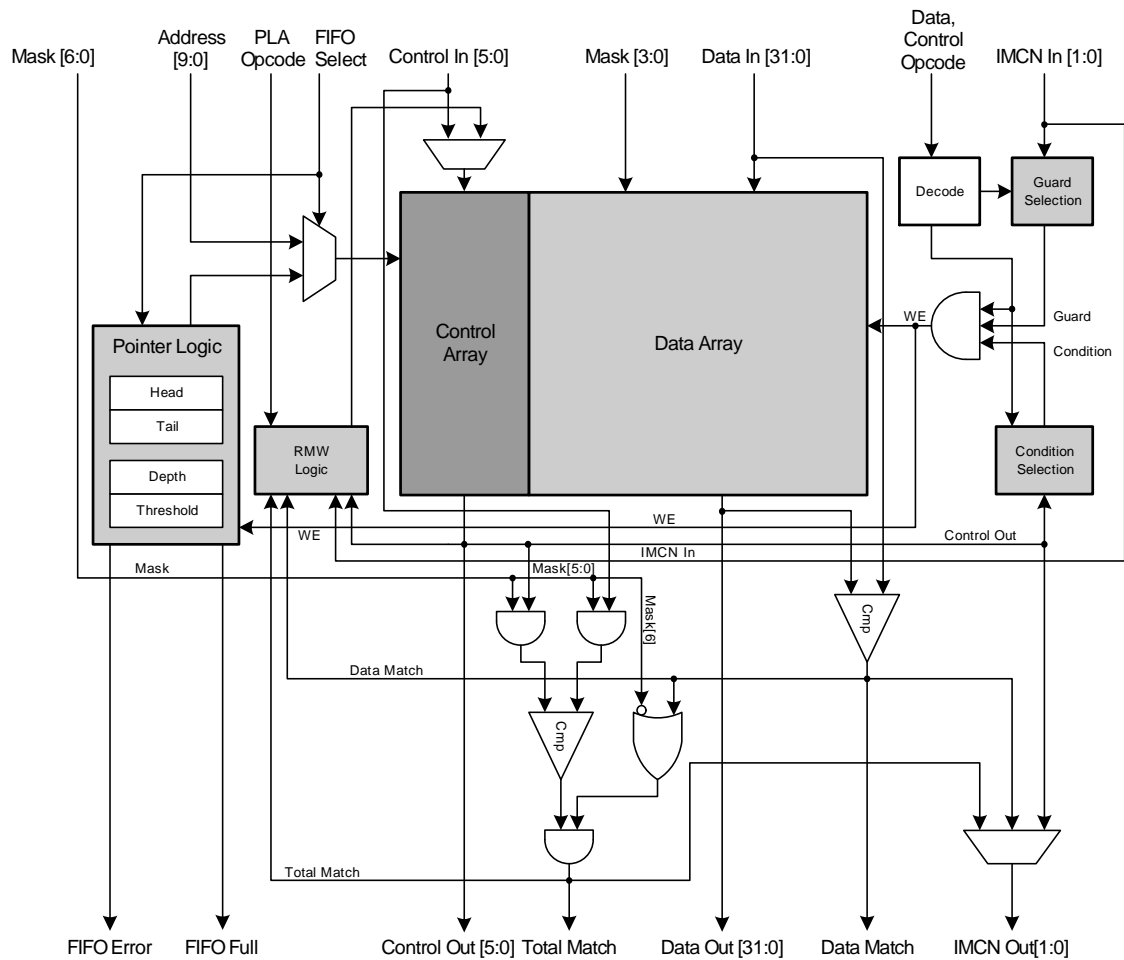 Mask [6:0]
Address
[9:0]
PLA
Opcode
FIFO
Select
Control In [5:0]
Mask [3:0]
Data In [31:0]
Data,
Control
Opcode
IMCN In [1:0]
Decode
Guard
Selection
Control
Array
Data Array
WE
Guard
Condition
Pointer Logic
Head
Tail
Depth
Threshold
RMW
Logic
Condition
Selection
WE
WE
Control Out
IMCN In
Mask
Mask[5:0]
Mask[6]
Cmp
Data Match
Cmp
Total Match
FIFO Error
FIFO Full
Control Out [5:0]
Total Match
Data Out [31:0]
Data Match
IMCN Out[1:0]